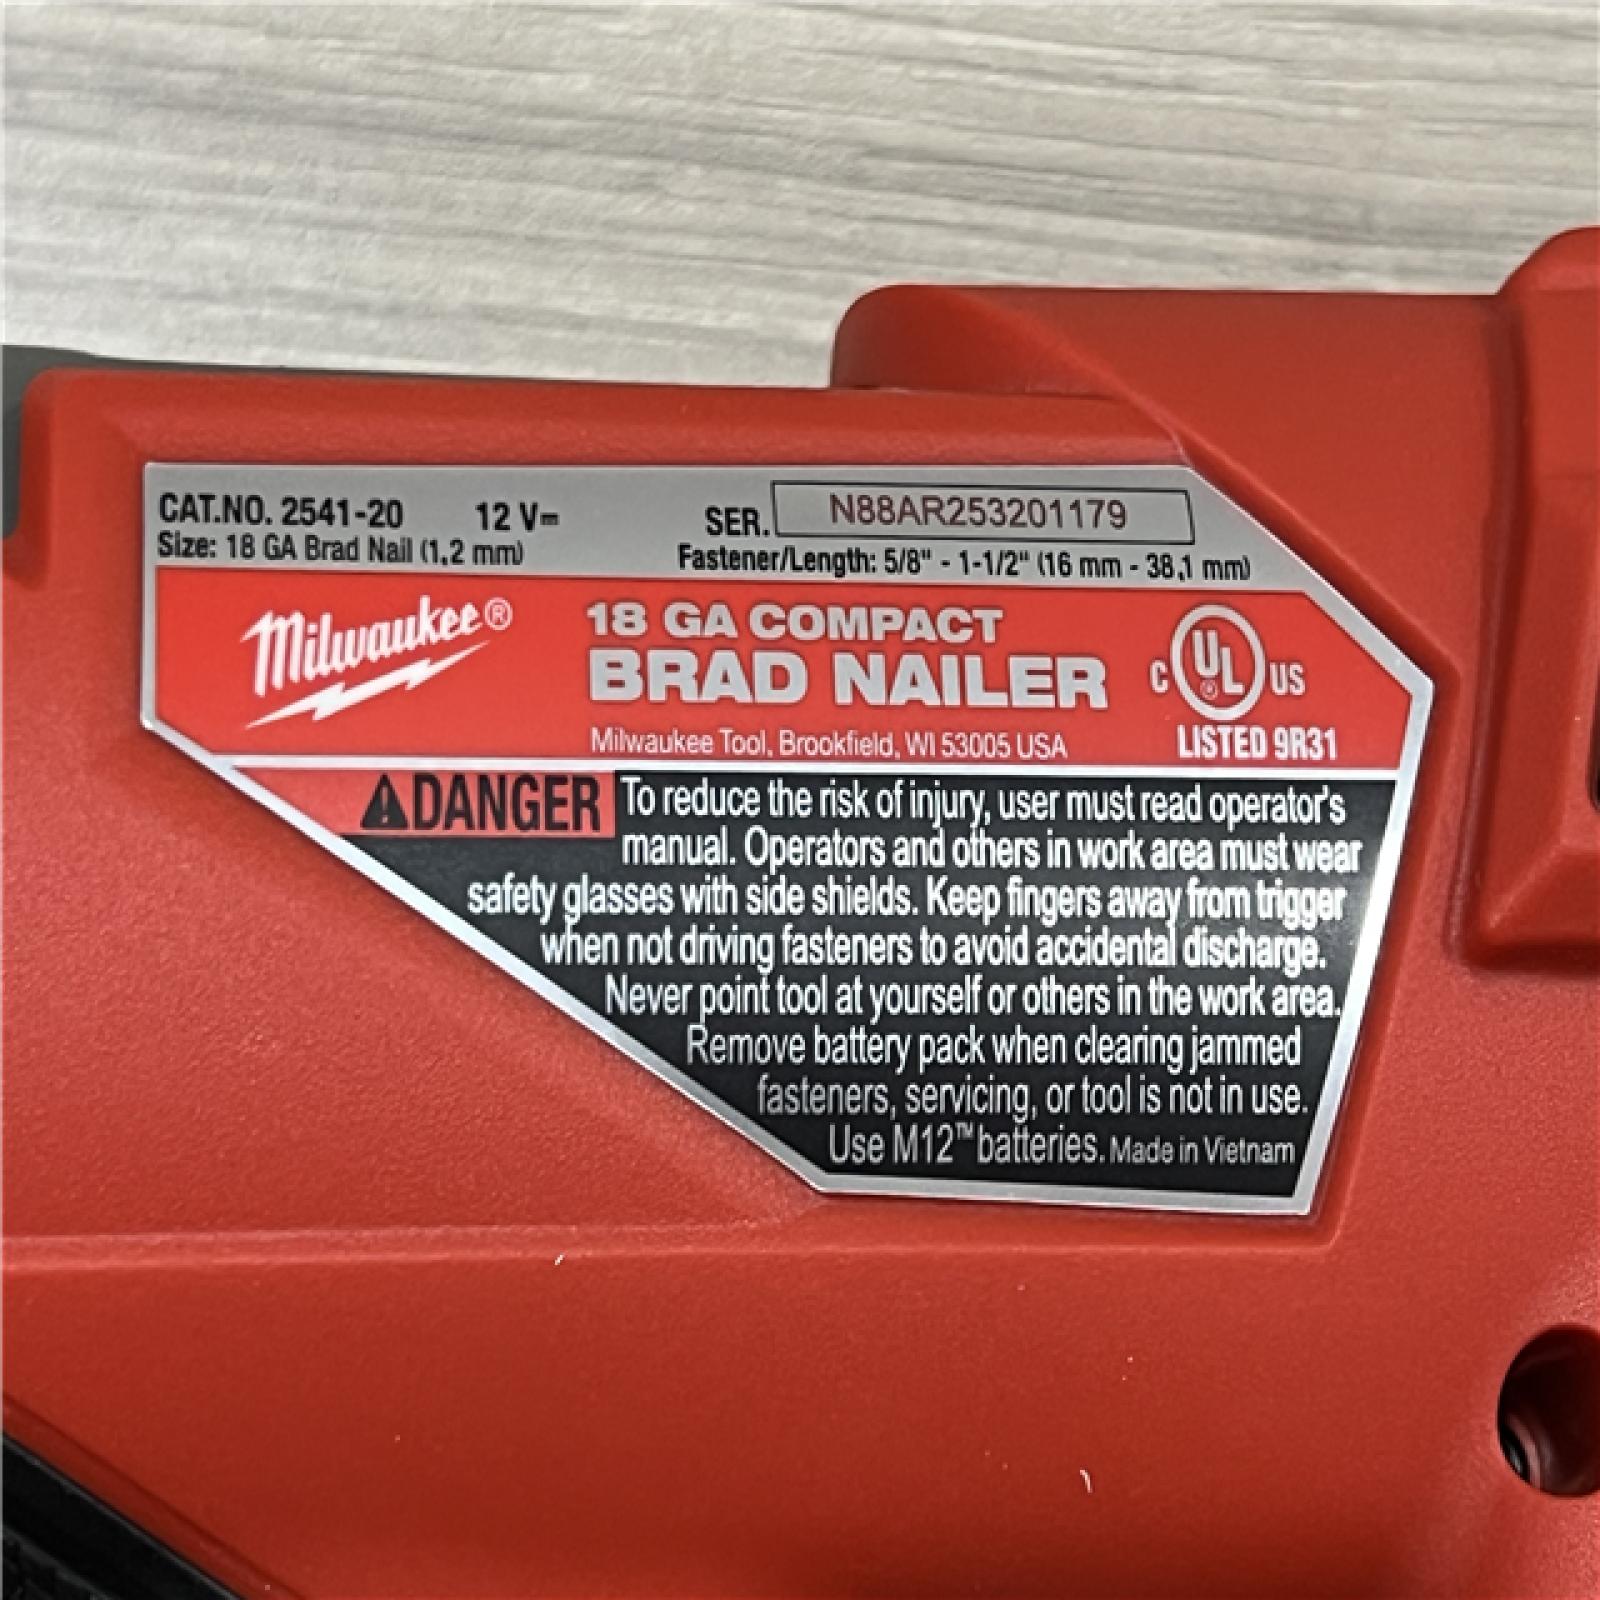 CAT.NO. 2541-20 12 V⎓ SER. N88AR253201179
Size: 18 GA Brad Nail (1,2 mm) Fastener/Length: 5/8" - 1-1/2" (16 mm - 38,1 mm)
Milwaukee® 18 GA COMPACT
BRAD NAILER
C UL® US
Milwaukee Tool, Brookfield, WI 53005 USA LISTED 9R31
DANGER To reduce the risk of injury, user must read operator's
manual. Operators and others in work area must wear
safety glasses with side shields. Keep fingers away from trigger
when not driving fasteners to avoid accidental discharge.
Never point tool at yourself or others in the work area.
Remove battery pack when clearing jammed
fasteners, servicing, or tool is not in use.
Use M12™ batteries. Made in Vietnam